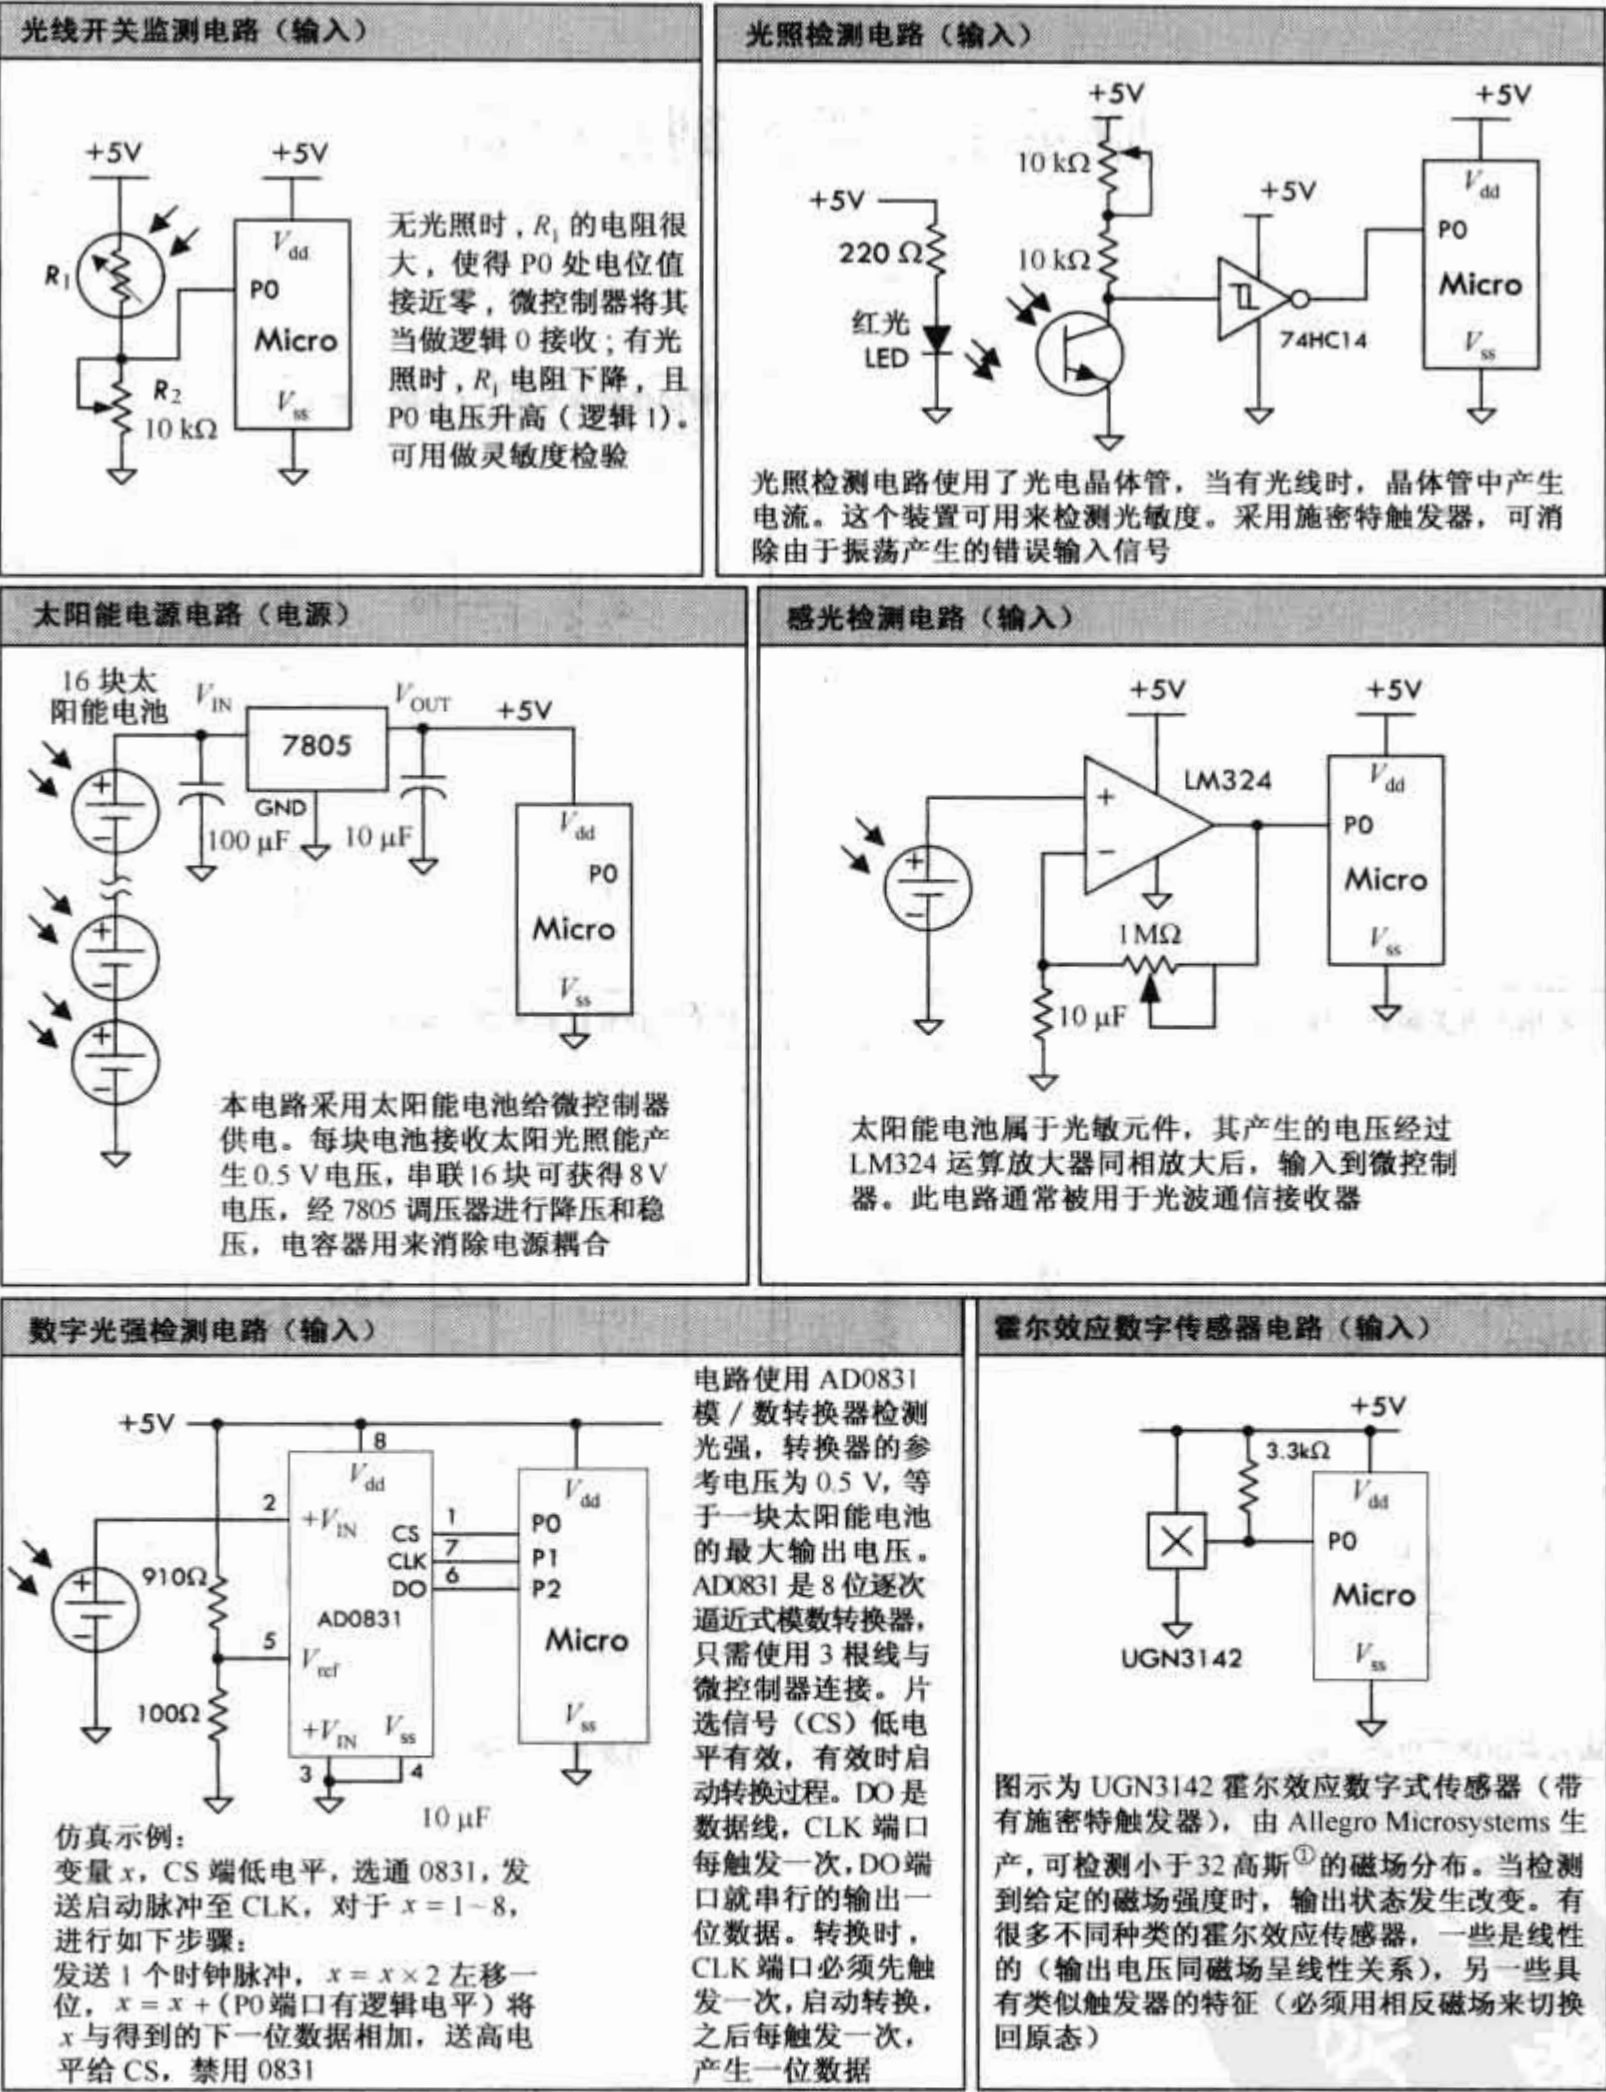 光线开关监测电路（输入）
+5V
+5V
R1
Vdd
P0
Micro
R2
10 kΩ
Vss
无光照时，R1 的电阻很
大，使得 P0 处电位值
接近零，微控制器将其
当做逻辑 0 接收；有光
照时，R1 电阻下降，且
P0 电压升高（逻辑 1）。
可用做灵敏度检验
光照检测电路（输入）
+5V
+5V
10 kΩ
+5V
+5V
220 Ω
10 kΩ
红光
LED
74HC14
Vdd
P0
Micro
Vss
光照检测电路使用了光电晶体管，当有光线时，晶体管中产生
电流。这个装置可用来检测光敏度。采用施密特触发器，可消
除由于振荡产生的错误输入信号
太阳能电源电路（电源）
16 块太
阳能电池
VIN
7805
VOUT
+5V
GND
100 μF
10 μF
Vdd
P0
Micro
Vss
本电路采用太阳能电池给微控制器
供电。每块电池接收太阳光照能产
生 0.5 V 电压，串联 16 块可获得 8 V
电压，经 7805 调压器进行降压和稳
压，电容器用来消除电源耦合
感光检测电路（输入）
+5V
+5V
LM324
+
−
Vdd
P0
Micro
Vss
1 MΩ
10 μF
太阳能电池属于光敏元件，其产生的电压经过
LM324 运算放大器同相放大后，输入到微控制
器。此电路通常被用于光波通信接收器
数字光强检测电路（输入）
+5V
8
Vdd
Vdd
2
+VIN
CS
1
P0
CLK
7
P1
DO
6
P2
910Ω
AD0831
Micro
5
Vref
100Ω
+VIN
Vss
Vss
3
4
10 μF
仿真示例：
变量 x，CS 端低电平，选通 0831，发
送启动脉冲至 CLK，对于 x = 1~8，
进行如下步骤：
发送 1 个时钟脉冲，x = x × 2 左移一
位，x = x +（P0 端口有逻辑电平）将
x 与得到的下一位数据相加，送高电
平给 CS，禁用 0831
电路使用 AD0831
模 / 数转换器检测
光强，转换器的参
考电压为 0.5 V，等
于一块太阳能电池
的最大输出电压。
AD0831 是 8 位逐次
逼近式模数转换器，
只需使用 3 根线与
微控制器连接。片
选信号（CS）低电
平有效，有效时启
动转换过程。DO 是
数据线，CLK 端口
每触发一次，DO 端
口就串行的输出一
位数据。转换时，
CLK 端口必须先触
发一次，启动转换，
之后每触发一次，
产生一位数据
霍尔效应数字传感器电路（输入）
+5V
3.3kΩ
Vdd
P0
Micro
UGN3142
Vss
图示为 UGN3142 霍尔效应数字式传感器（带
有施密特触发器），由 Allegro Microsystems 生
产，可检测小于 32 高斯①的磁场分布。当检测
到给定的磁场强度时，输出状态发生改变。有
很多不同种类的霍尔效应传感器，一些是线性
的（输出电压同磁场呈线性关系），另一些具
有类似触发器的特征（必须用相反磁场来切换
回原态）